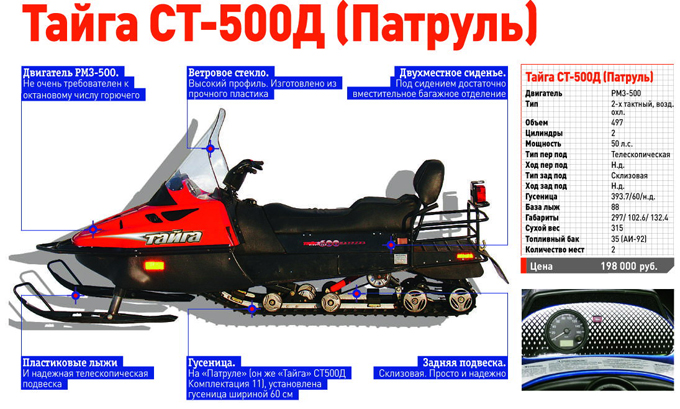 Тайга СТ-500Д (Патруль)
Двигатель РМЗ-500.
Не очень требователен к
октановому числу горючего
Ветровое стекло.
Высокий профиль. Изготовлено из
прочного пластика
Двухместное сиденье.
Под сидением достаточно
вместительное багажное отделение
тайга
500
Пластиковые лыжи
И надежная телескопическая
подвеска
Гусеница.
На «Патруле» (он же «Тайга» СТ500Д
Комплектация 11), установлена
гусеница шириной 60 см
Задняя подвеска.
Склизовая. Просто и надежно
Тайга СТ-500Д (Патруль)
Двигатель РМЗ-500
Тип 2-х тактный, возд.
охл.
Объем 497
Цилиндры 2
Мощность 50 л.с.
Тип пер под Телескопическая
Ход пер под Н.д.
Тип зад под Склизовая
Ход зад под Н.д.
Гусеница 393.7/60/н.д.
База лыж 88
Габариты 297/ 102.6/ 132.4
Сухой вес 315
Топливный бак 35 (АИ-92)
Количество мест 2
Цена 198 000 руб.